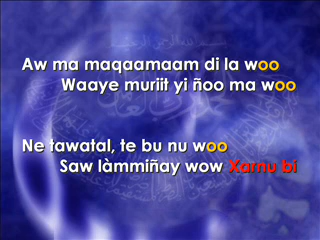 Aw ma maqaamaam di la woo
Waaye muriit yi ñoo ma woo
Ne tawatal, te bu nu woo
Saw làmmiñay wow Xarnu bi